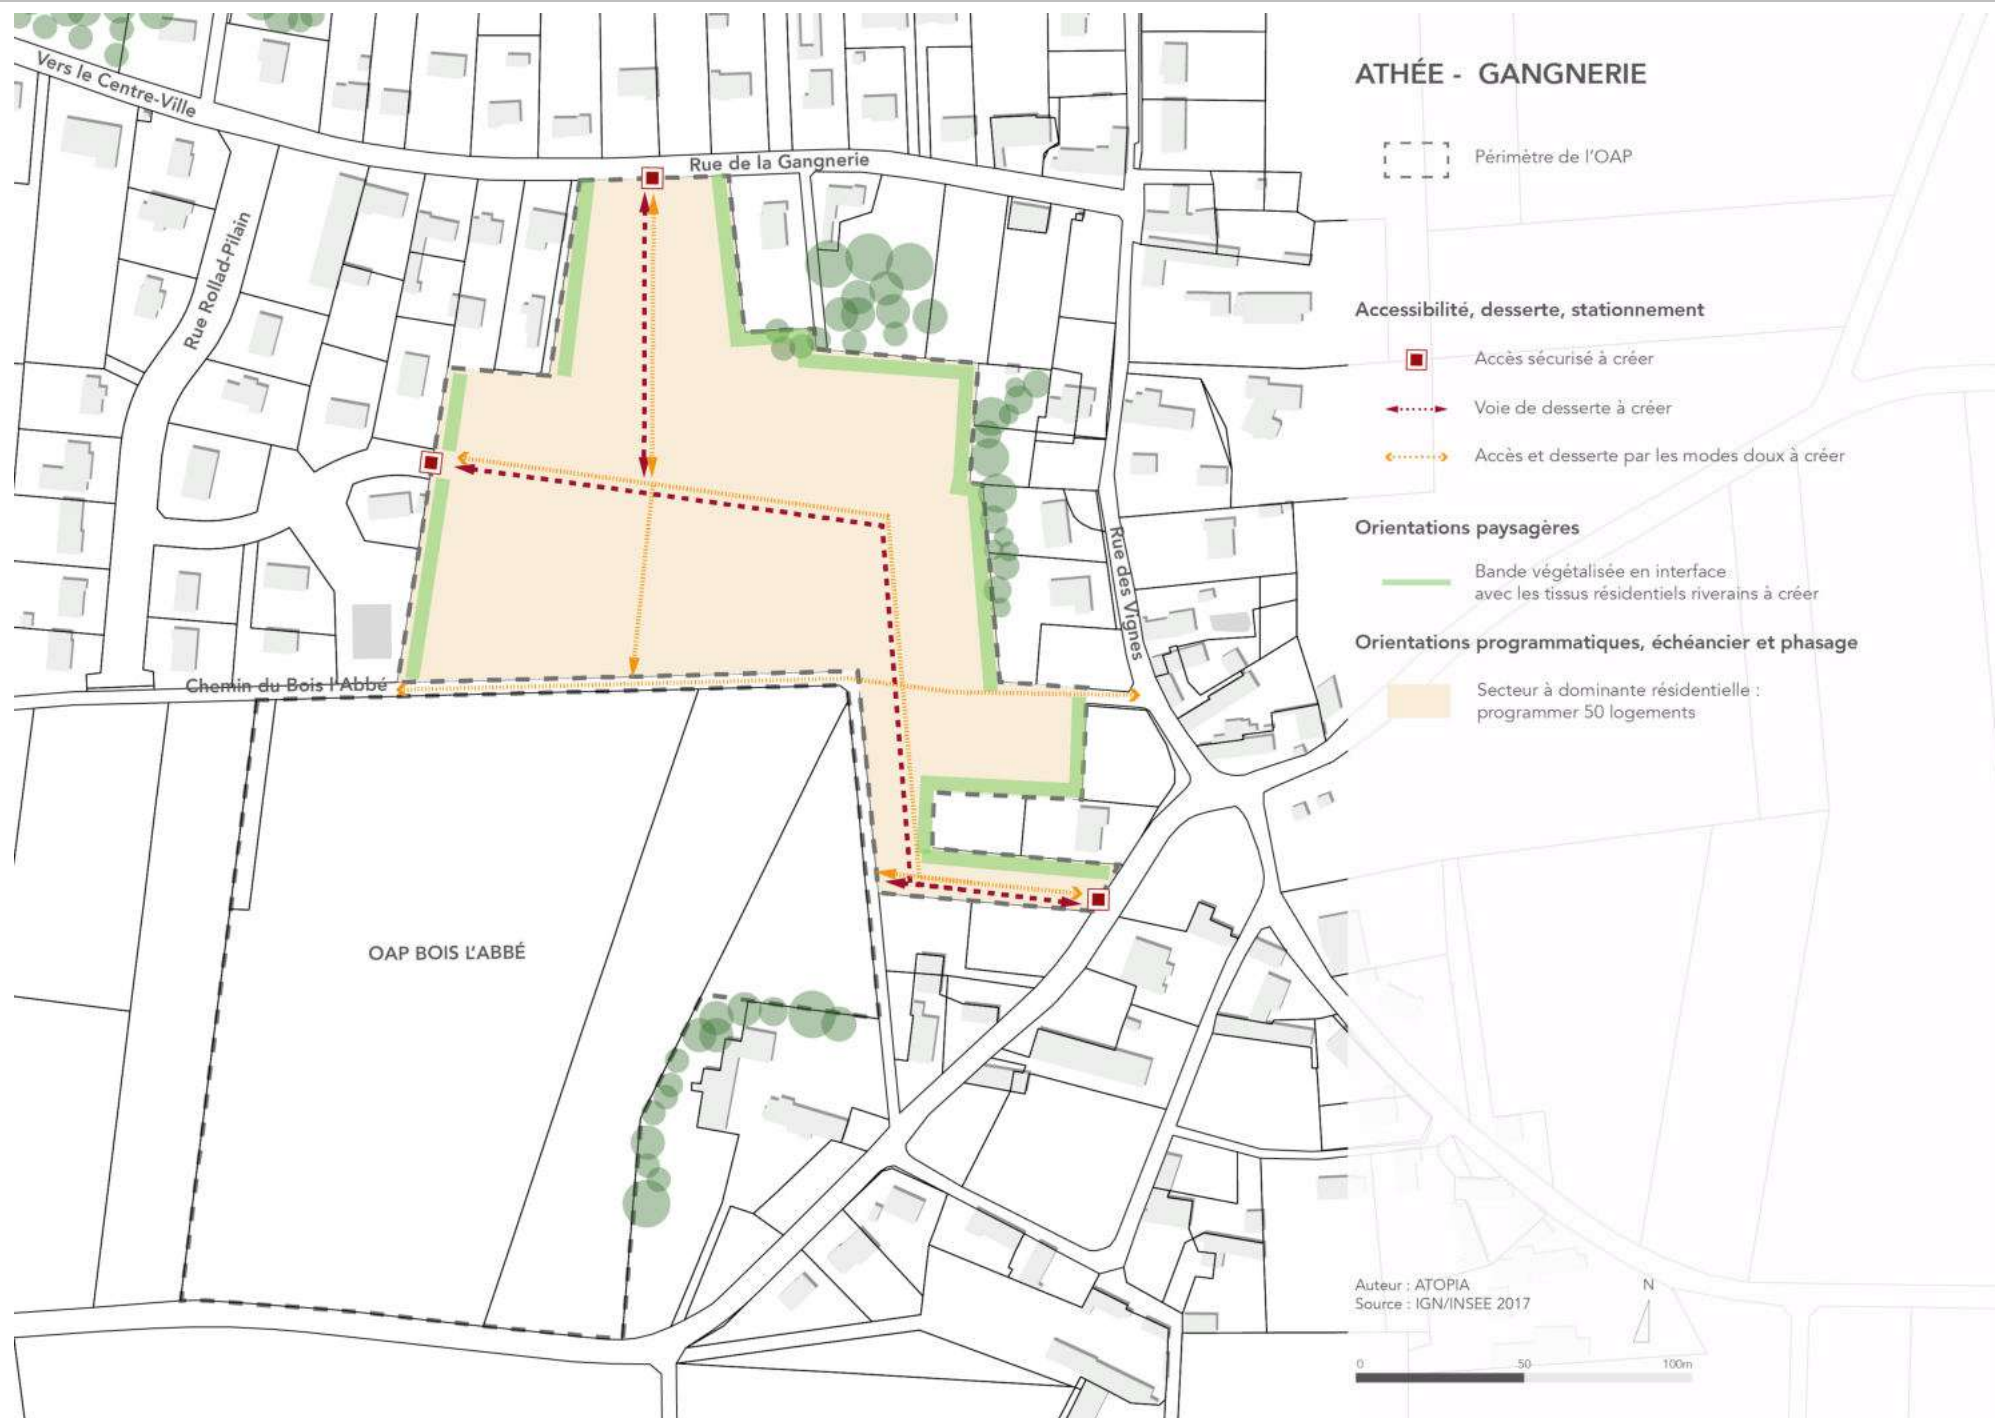 Vers le Centre-Ville
Rue de la Gangnerie
Rue Rollad-Pilain
Rue des Vignes
Chemin du Bois l'Abbé
OAP BOIS L'ABBÉ
ATHÉE - GANGNERIE
Périmètre de l'OAP
Accessibilité, desserte, stationnement
Accès sécurisé à créer
Voie de desserte à créer
Accès et desserte par les modes doux à créer
Orientations paysagères
Bande végétalisée en interface
avec les tissus résidentiels riverains à créer
Orientations programmatiques, échéancier et phasage
Secteur à dominante résidentielle :
programmer 50 logements
Auteur : ATOPIA
Source : IGN/INSEE 2017
N
0 50 100m